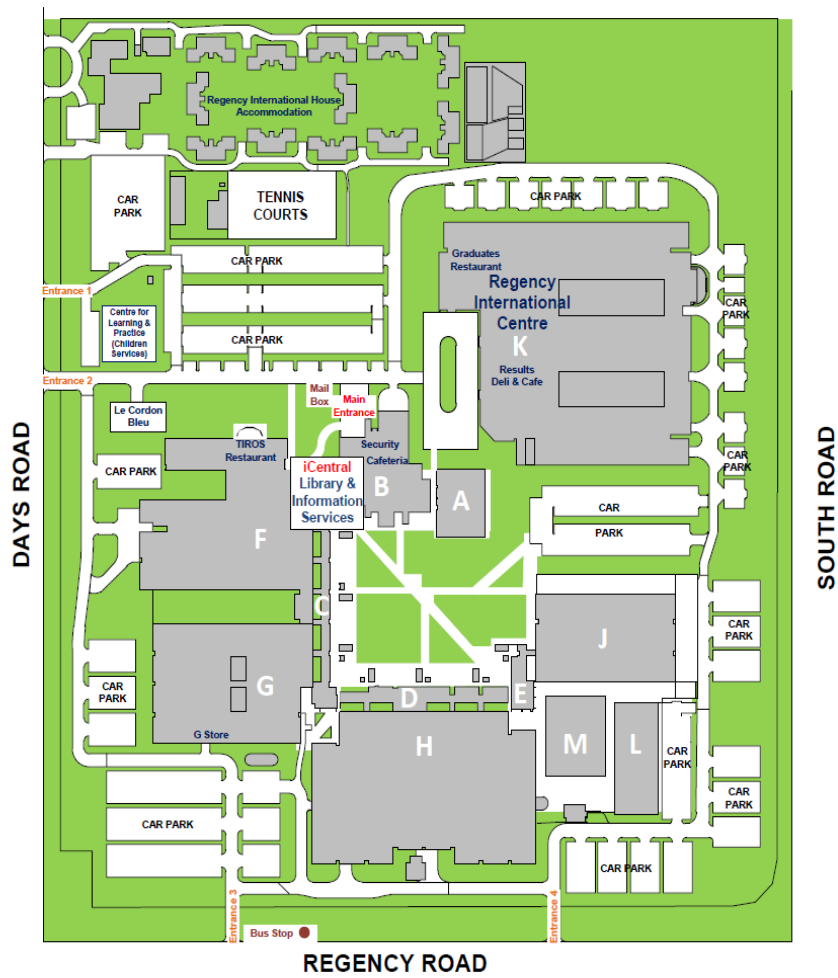 Regency International House
Accommodation
CAR
PARK
TENNIS
COURTS
CAR PARK
Graduates
Restaurant
Regency
International
Centre
K
Results
Deli & Cafe
CAR PARK
CAR
PARK
Entrance 1
Centre for
Learning &
Practice
(Children
Services)
CAR PARK
Entrance 2
Mail
Box
Main
Entrance
Le Cordon
Bleu
TIROS
Restaurant
Security
Cafeteria
B
iCentral
Library &
Information
Services
A
CAR PARK
CAR
PARK
DAYS ROAD
SOUTH ROAD
CAR
PARK
F
C
J
CAR
PARK
G
G Store
CAR
PARK
D
E
H
M
L
CAR
PARK
CAR
PARK
CAR PARK
CAR PARK
Entrance 3
Entrance 4
Bus Stop
REGENCY ROAD